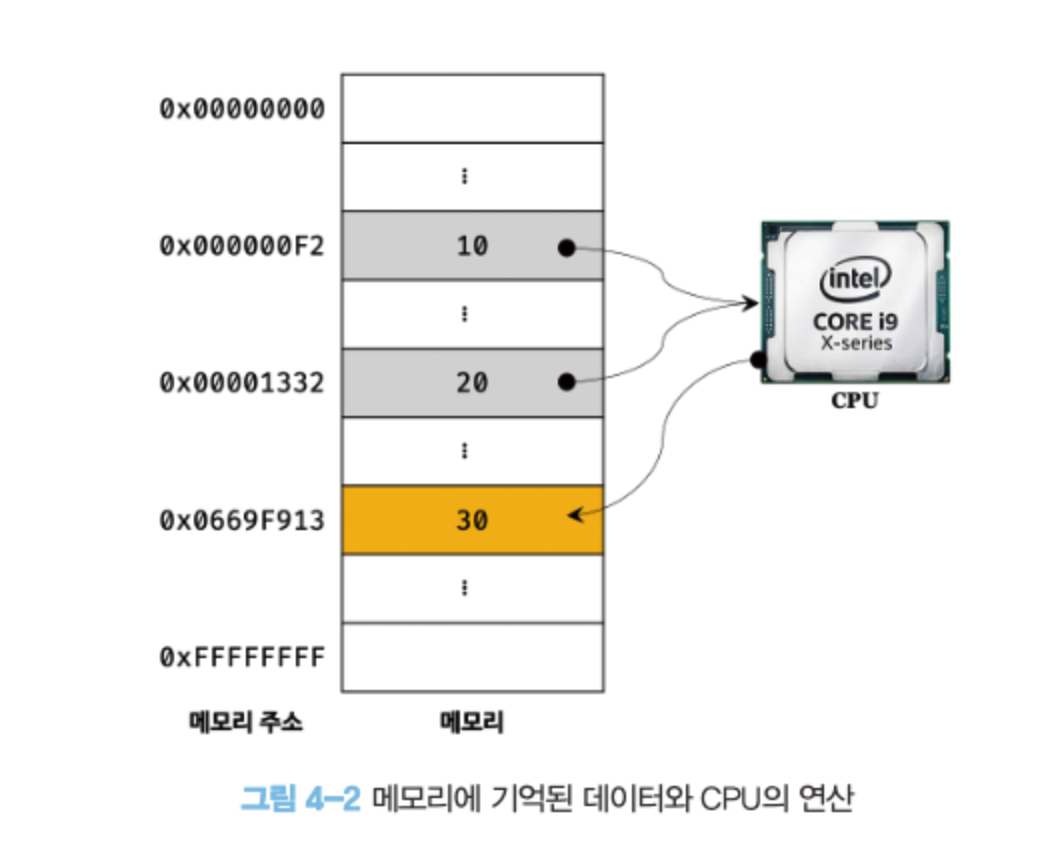 0x00000000
⋮
0x000000F2 10
⋮
0x00001332 20
⋮
0x0669F913 30
⋮
0xFFFFFFFF
메모리 주소 메모리
intel
CORE i9
X-series
CPU
그림 4-2 메모리에 기억된 데이터와 CPU의 연산